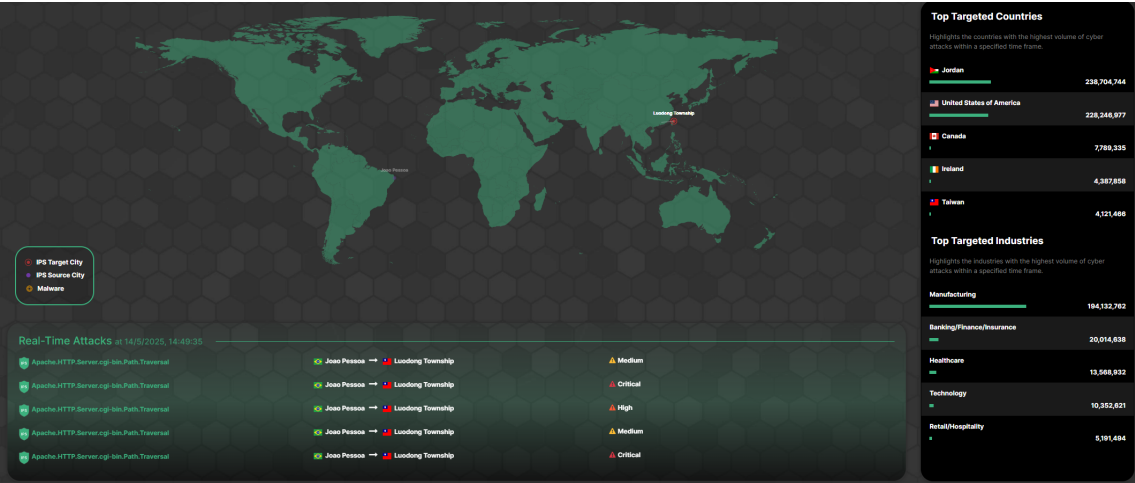 Luodong Township
Joao Pessoa
IPS Target City
IPS Source City
Malware
Real-Time Attacks at 14/5/2025, 14:49:35
IPS Apache.HTTP.Server.cgi-bin.Path.Traversal Joao Pessoa → Luodong Township Medium
IPS Apache.HTTP.Server.cgi-bin.Path.Traversal Joao Pessoa → Luodong Township Critical
IPS Apache.HTTP.Server.cgi-bin.Path.Traversal Joao Pessoa → Luodong Township High
IPS Apache.HTTP.Server.cgi-bin.Path.Traversal Joao Pessoa → Luodong Township Medium
IPS Apache.HTTP.Server.cgi-bin.Path.Traversal Joao Pessoa → Luodong Township Critical
Top Targeted Countries
Highlights the countries with the highest volume of cyber
attacks within a specified time frame.
Jordan
238,704,744
United States of America
228,246,977
Canada
7,789,335
Ireland
4,387,858
Taiwan
4,121,466
Top Targeted Industries
Highlights the industries with the highest volume of cyber
attacks within a specified time frame.
Manufacturing
194,132,762
Banking/Finance/Insurance
20,014,638
Healthcare
13,568,932
Technology
10,352,621
Retail/Hospitality
5,191,494